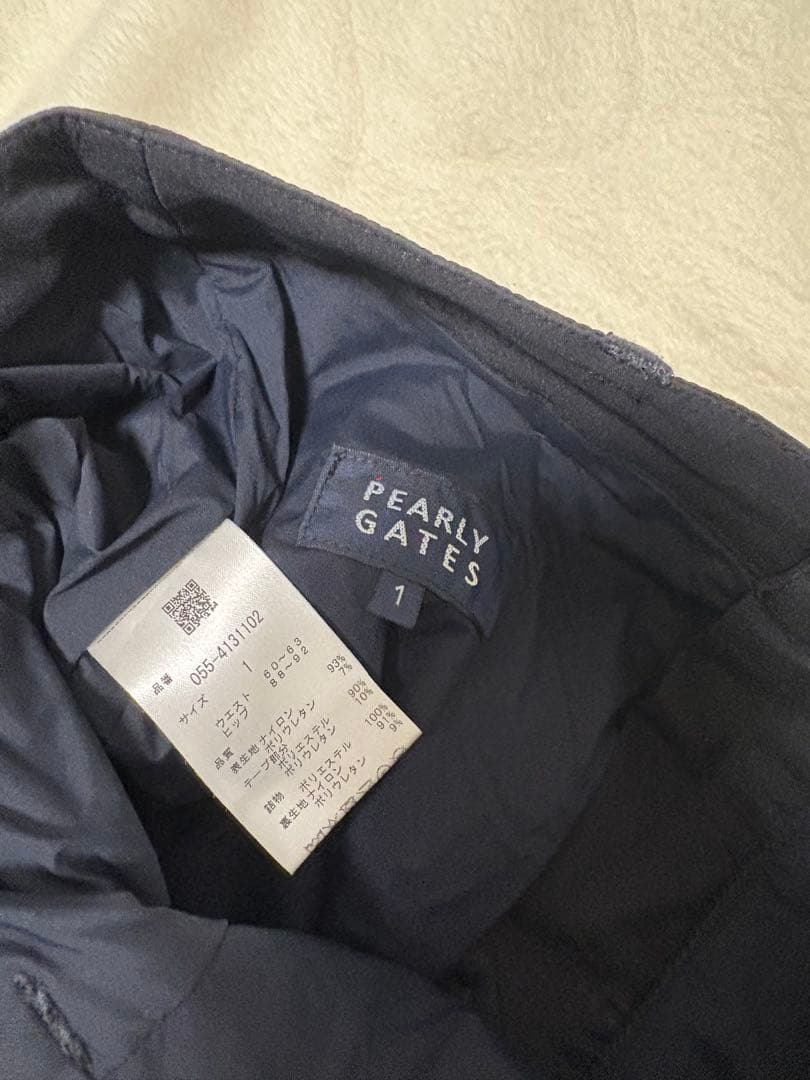 PEARLY
GATES
1
品番 055-4131102
サイズ 1
ウエスト 60〜63
ヒップ 88〜92
品質
表生地 ナイロン 93%
ポリウレタン 7%
テープ部分
ポリエステル 90%
ポリウレタン 10%
詰物 ポリエステル 100%
裏生地 ナイロン 91%
ポリウレタン 9%